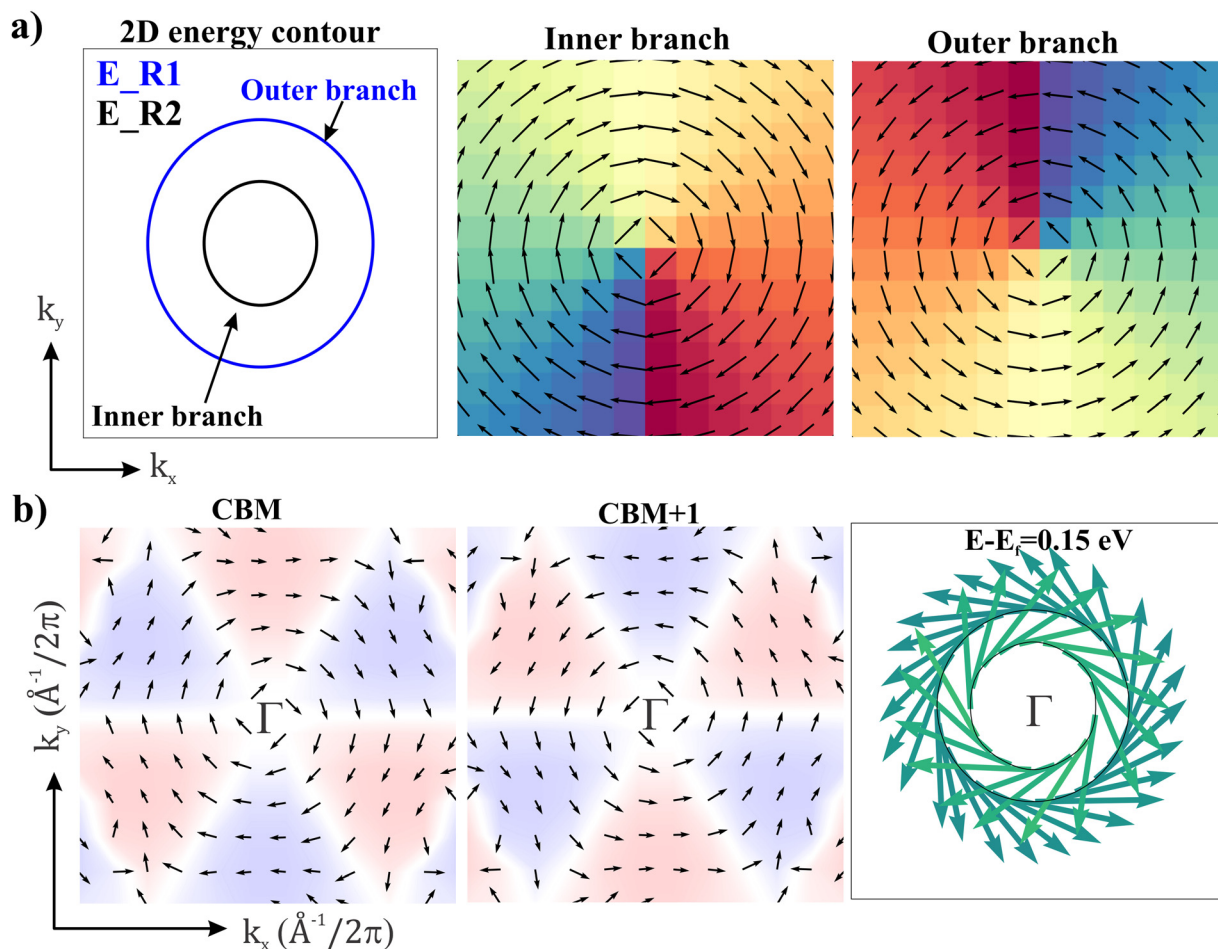 a)
2D energy contour
E_R1
E_R2
Outer branch
Inner branch
k_y
k_x
Inner branch
Outer branch
b)
CBM
Γ
k_y (Å⁻¹/2π)
k_x (Å⁻¹/2π)
CBM+1
Γ
E-E_f=0.15 eV
Γ